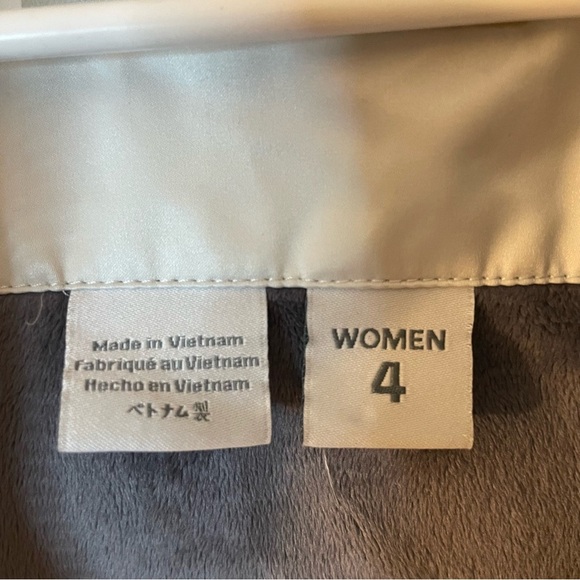 Made in Vietnam
Fabriqué au Vietnam
Hecho en Vietnam
ベトナム製
WOMEN
4